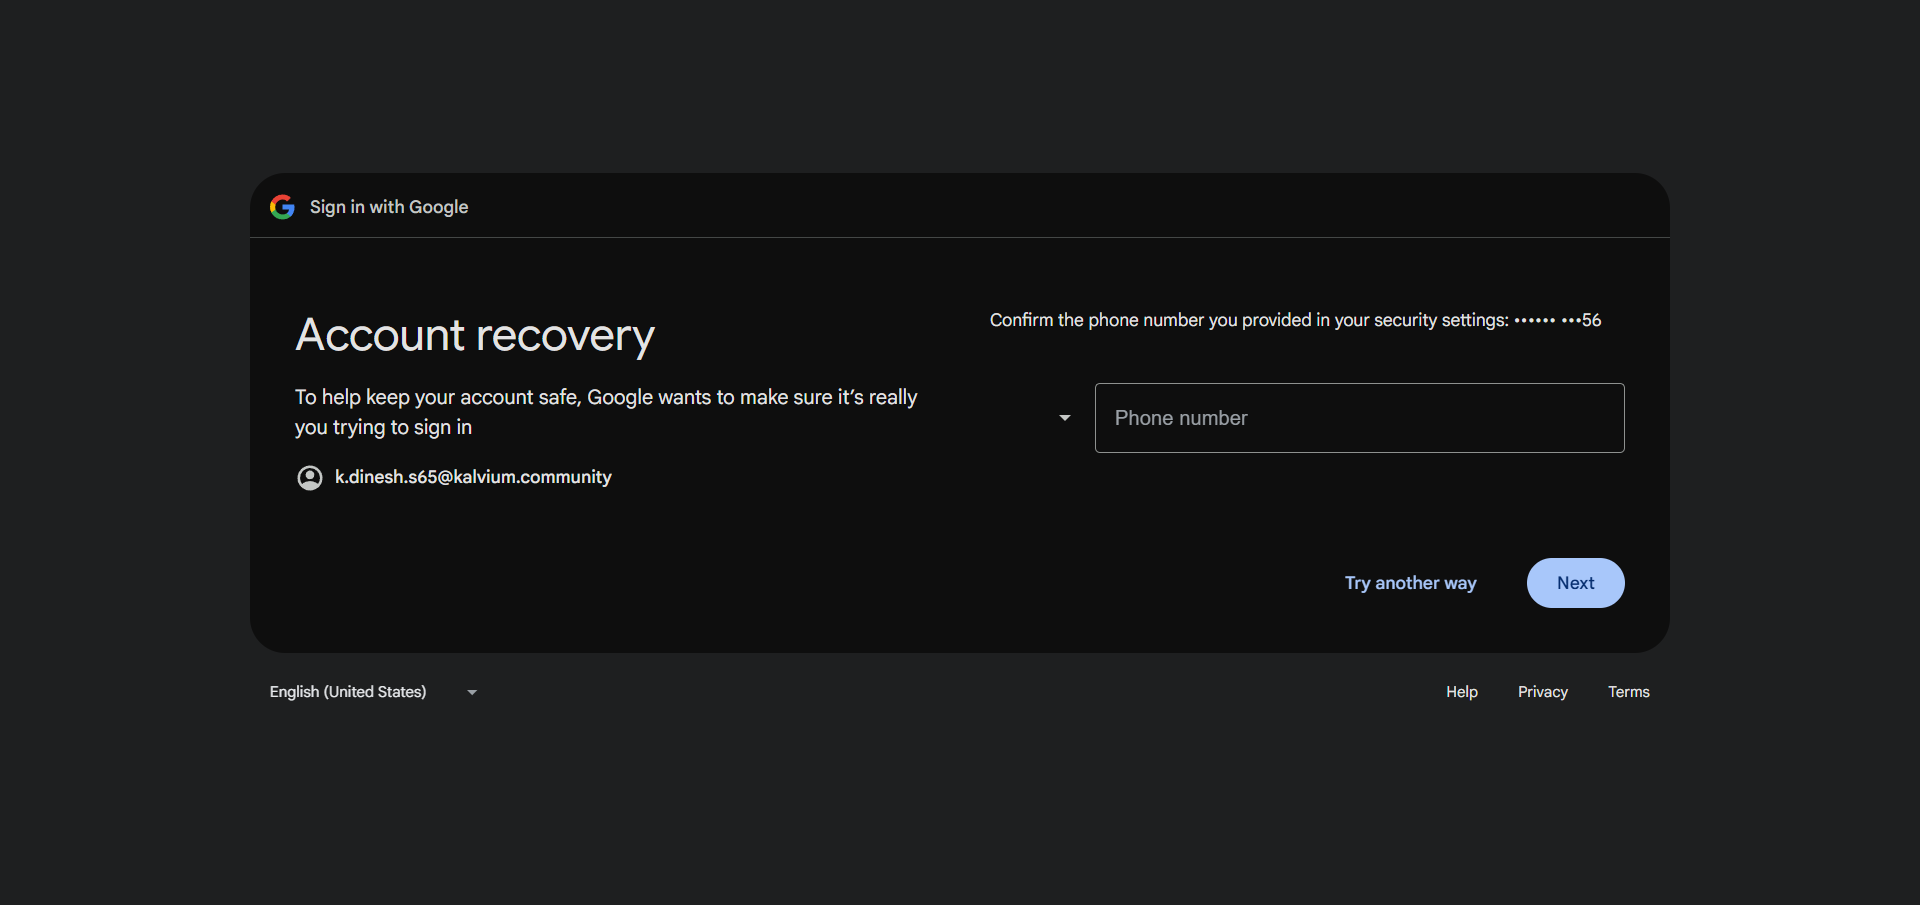 Sign in with Google
Account recovery
To help keep your account safe, Google wants to make sure it’s really
you trying to sign in
k.dinesh.s65@kalvium.community
Confirm the phone number you provided in your security settings: •••••• •••56
Phone number
Try another way
Next
English (United States)
Help
Privacy
Terms